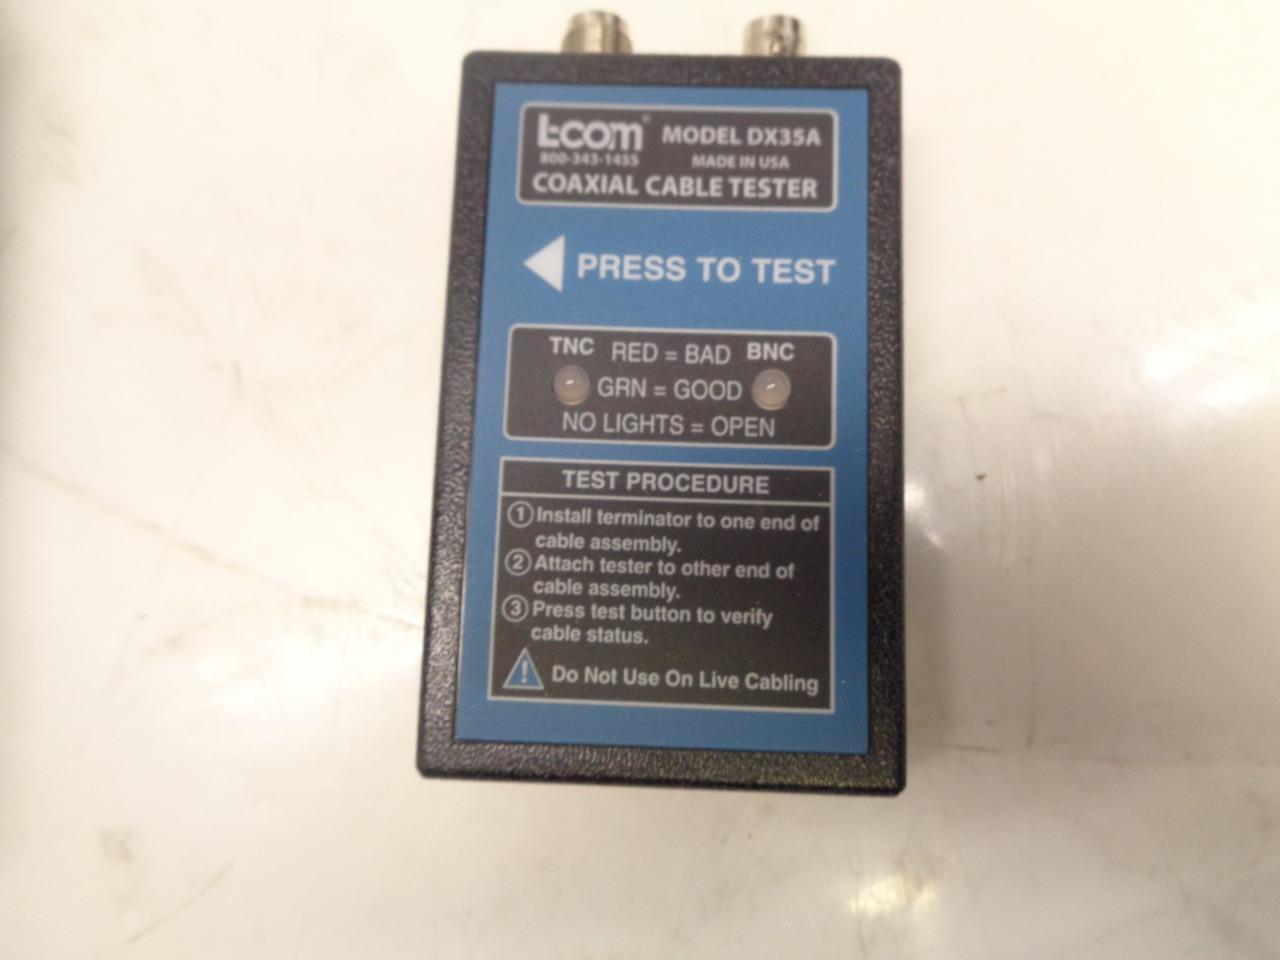 L-com® MODEL DX35A
800-343-1455 MADE IN USA
COAXIAL CABLE TESTER
PRESS TO TEST
TNC RED = BAD BNC
GRN = GOOD
NO LIGHTS = OPEN
TEST PROCEDURE
1 Install terminator to one end of
cable assembly.
2 Attach tester to other end of
cable assembly.
3 Press test button to verify
cable status.
! Do Not Use On Live Cabling